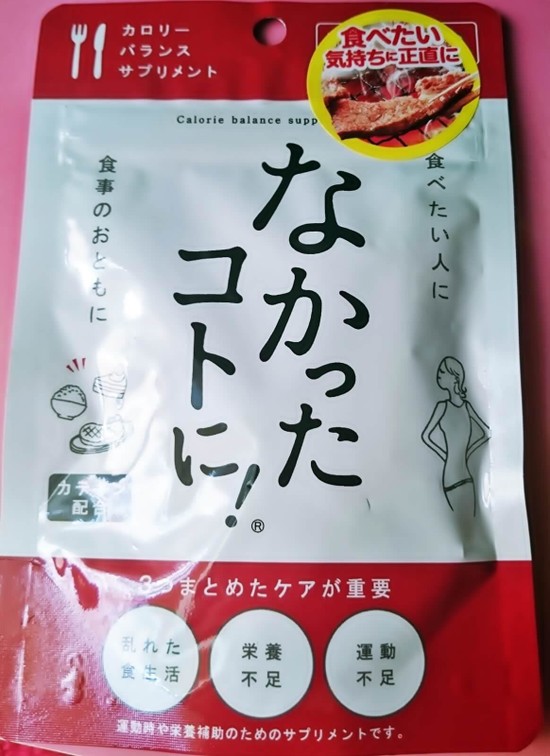 カロリー
バランス
サプリメント
食べたい
気持ちに正直に
Calorie balance supp
食べたい人に
なかった
コトに!®
食事のおともに
配合
3つまとめたケアが重要
乱れた
食生活
栄養
不足
運動
不足
運動時や栄養補助のためのサプリメントです。